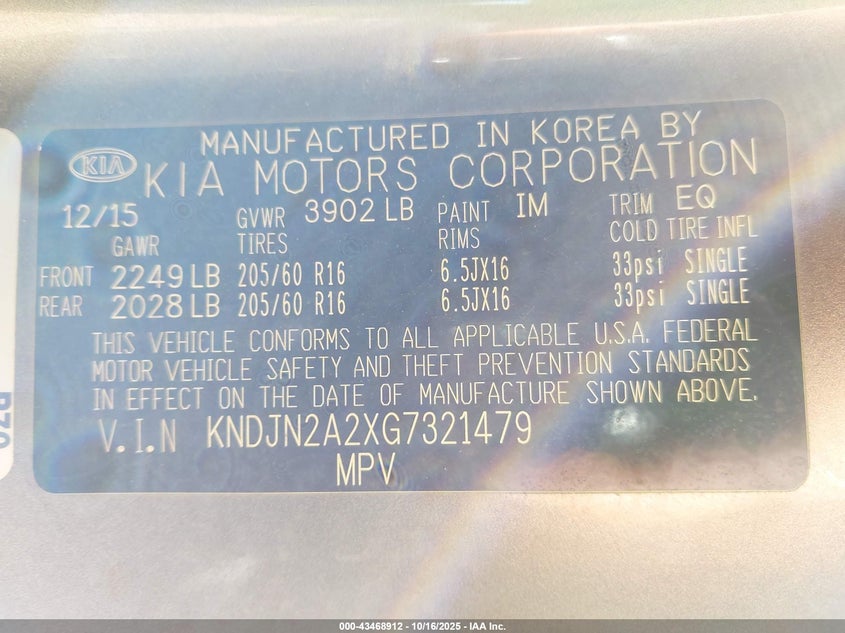 MANUFACTURED IN KOREA BY
KIA KIA MOTORS CORPORATION
12/15 GVWR 3902 LB PAINT IM TRIM EQ
GAWR TIRES RIMS COLD TIRE INFL
FRONT 2249 LB 205/60 R16 6.5JX16 33psi SINGLE
REAR 2028 LB 205/60 R16 6.5JX16 33psi SINGLE
THIS VEHICLE CONFORMS TO ALL APPLICABLE U.S.A. FEDERAL
MOTOR VEHICLE SAFETY AND THEFT PREVENTION STANDARDS
IN EFFECT ON THE DATE OF MANUFACTURE SHOWN ABOVE.
V.I.N KNDJN2A2XG7321479
MPV
000-43468912 - 10/16/2025 - IAA Inc.